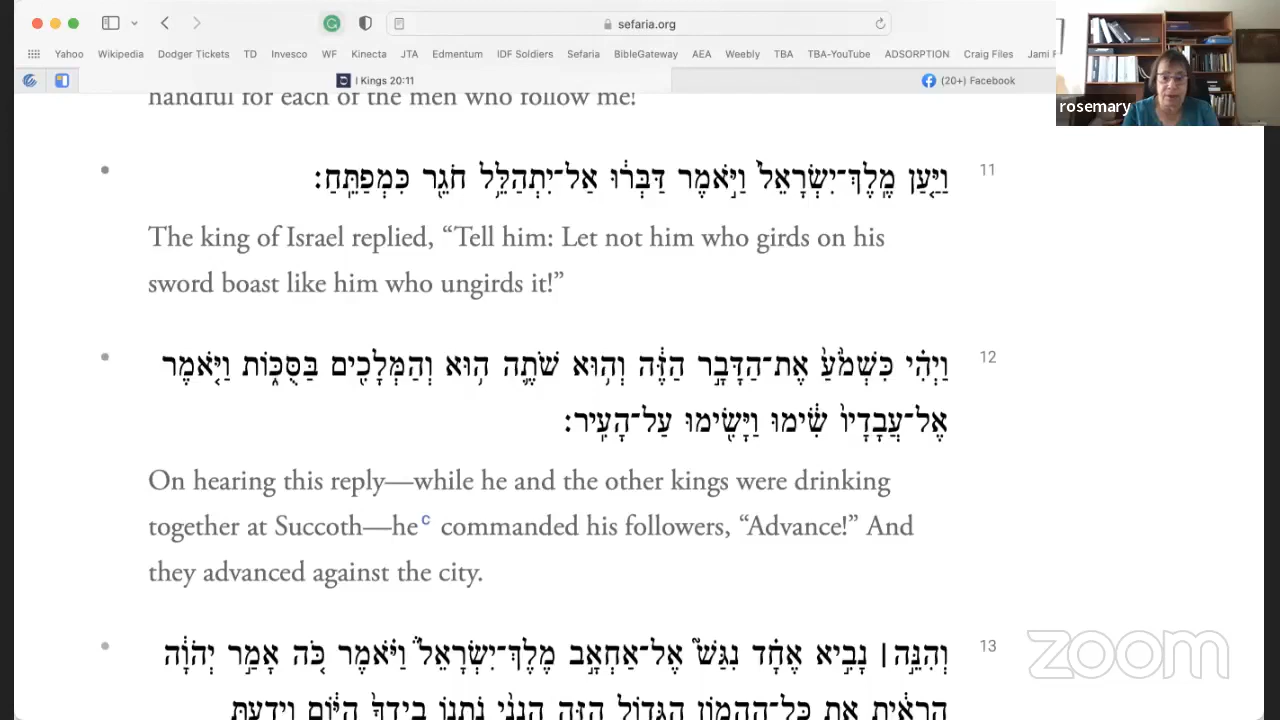 sefaria.org
Yahoo Wikipedia Dodger Tickets TD Invesco WF Kinecta JTA Edmentum IDF Soldiers Sefaria BibleGateway AEA Weebly TBA TBA-YouTube ADSORPTION Craig Files Jami
I Kings 20:11 (20+) Facebook
rosemary
handful for each of the men who follow me!
11
וַיַּ֤עַן מֶֽלֶךְ־יִשְׂרָאֵל֙ וַיֹּ֣אמֶר דַּבְּר֔וּ אַל־יִתְהַלֵּ֥ל חֹגֵ֖ר כִּמְפַתֵּֽחַ׃
The king of Israel replied, “Tell him: Let not him who girds on his
sword boast like him who ungirds it!”
12
וַיְהִ֗י כִּשְׁמֹ֙עַ֙ אֶת־הַדָּבָ֣ר הַזֶּ֔ה וְה֥וּא שֹׁתֶ֛ה ה֥וּא וְהַמְּלָכִ֖ים בַּסֻּכּ֑וֹת וַיֹּ֤אמֶר
אֶל־עֲבָדָיו֙ שִׂ֔ימוּ וַיָּשִׂ֖ימוּ עַל־הָעִֽיר׃
On hearing this reply—while he and the other kings were drinking
together at Succoth—he c commanded his followers, “Advance!” And
they advanced against the city.
13
וְהִנֵּ֣ה ׀ נָבִ֣יא אֶחָ֗ד נִגַּשׁ֮ אֶל־אַחְאָ֣ב מֶֽלֶךְ־יִשְׂרָאֵל֒ וַיֹּ֗אמֶר כֹּ֚ה אָמַ֣ר יְהֹוָ֔ה
הֲרָאִ֔יתָ אֵ֛ת כׇּל־הֶהָמ֥וֹן הַגָּד֖וֹל הַזֶּ֑ה הִנְנִ֨י נֹתְנ֤וֹ בְיָֽדְךָ֙ הַיּ֔וֹם וְיָדַעְתָּ֖
zoom